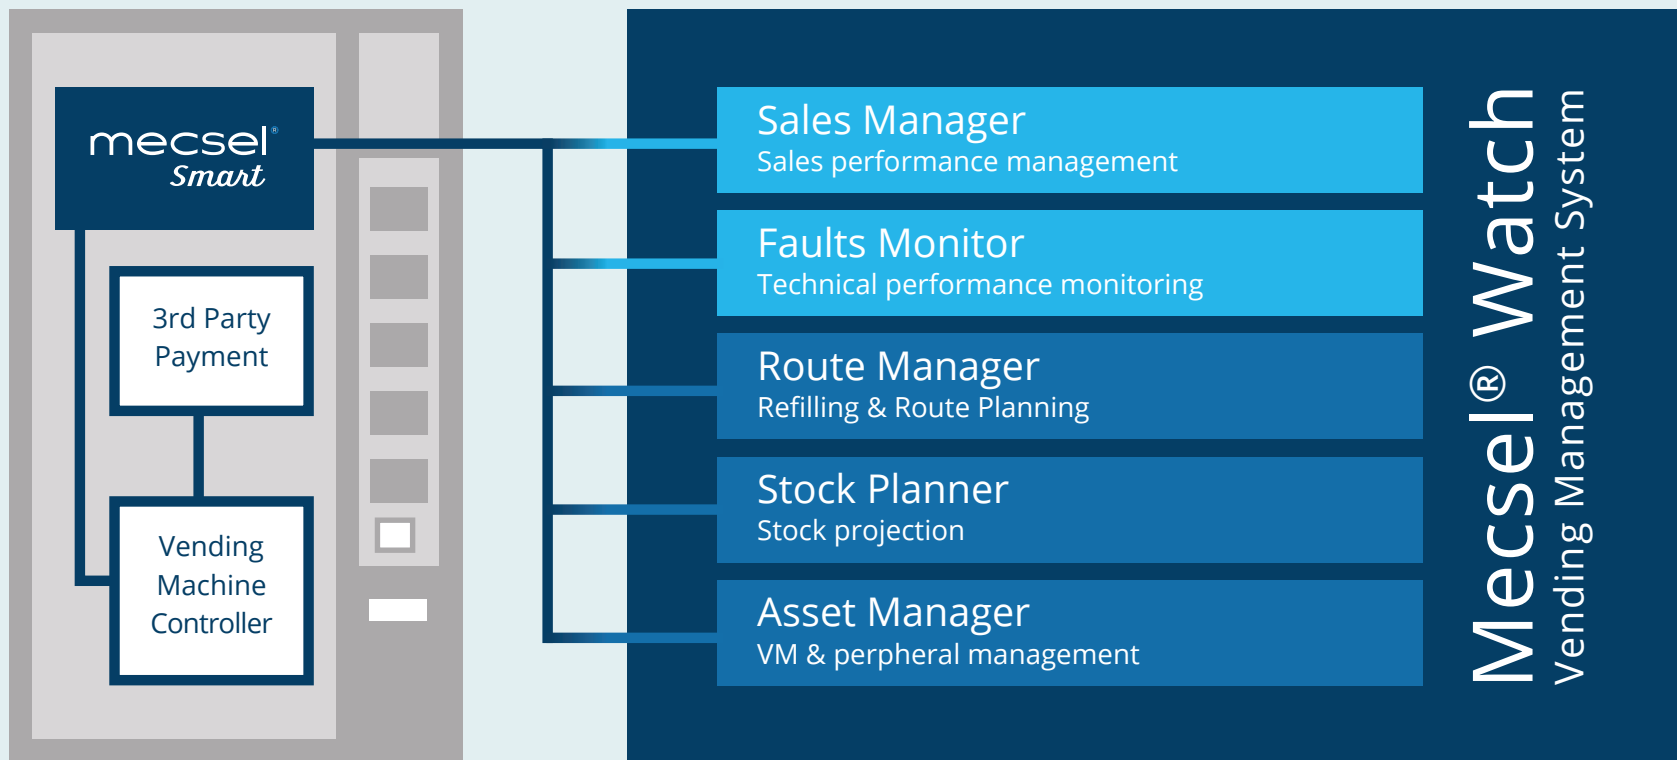 mecsel®
Smart
3rd Party
Payment
Vending
Machine
Controller
Sales Manager
Sales performance management
Faults Monitor
Technical performance monitoring
Route Manager
Refilling & Route Planning
Stock Planner
Stock projection
Asset Manager
VM & perpheral management
Mecsel® Watch
Vending Management System